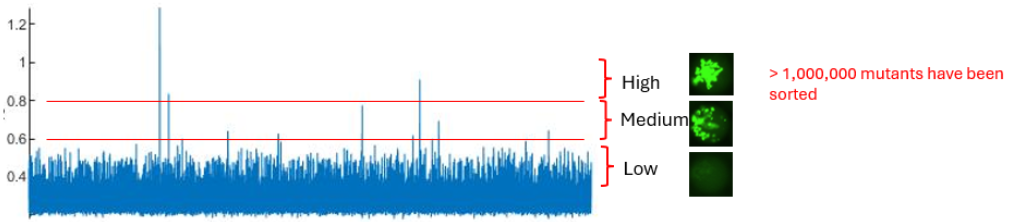 1.2
1
0.8
0.6
0.4
High
Medium
Low
> 1,000,000 mutants have been
sorted